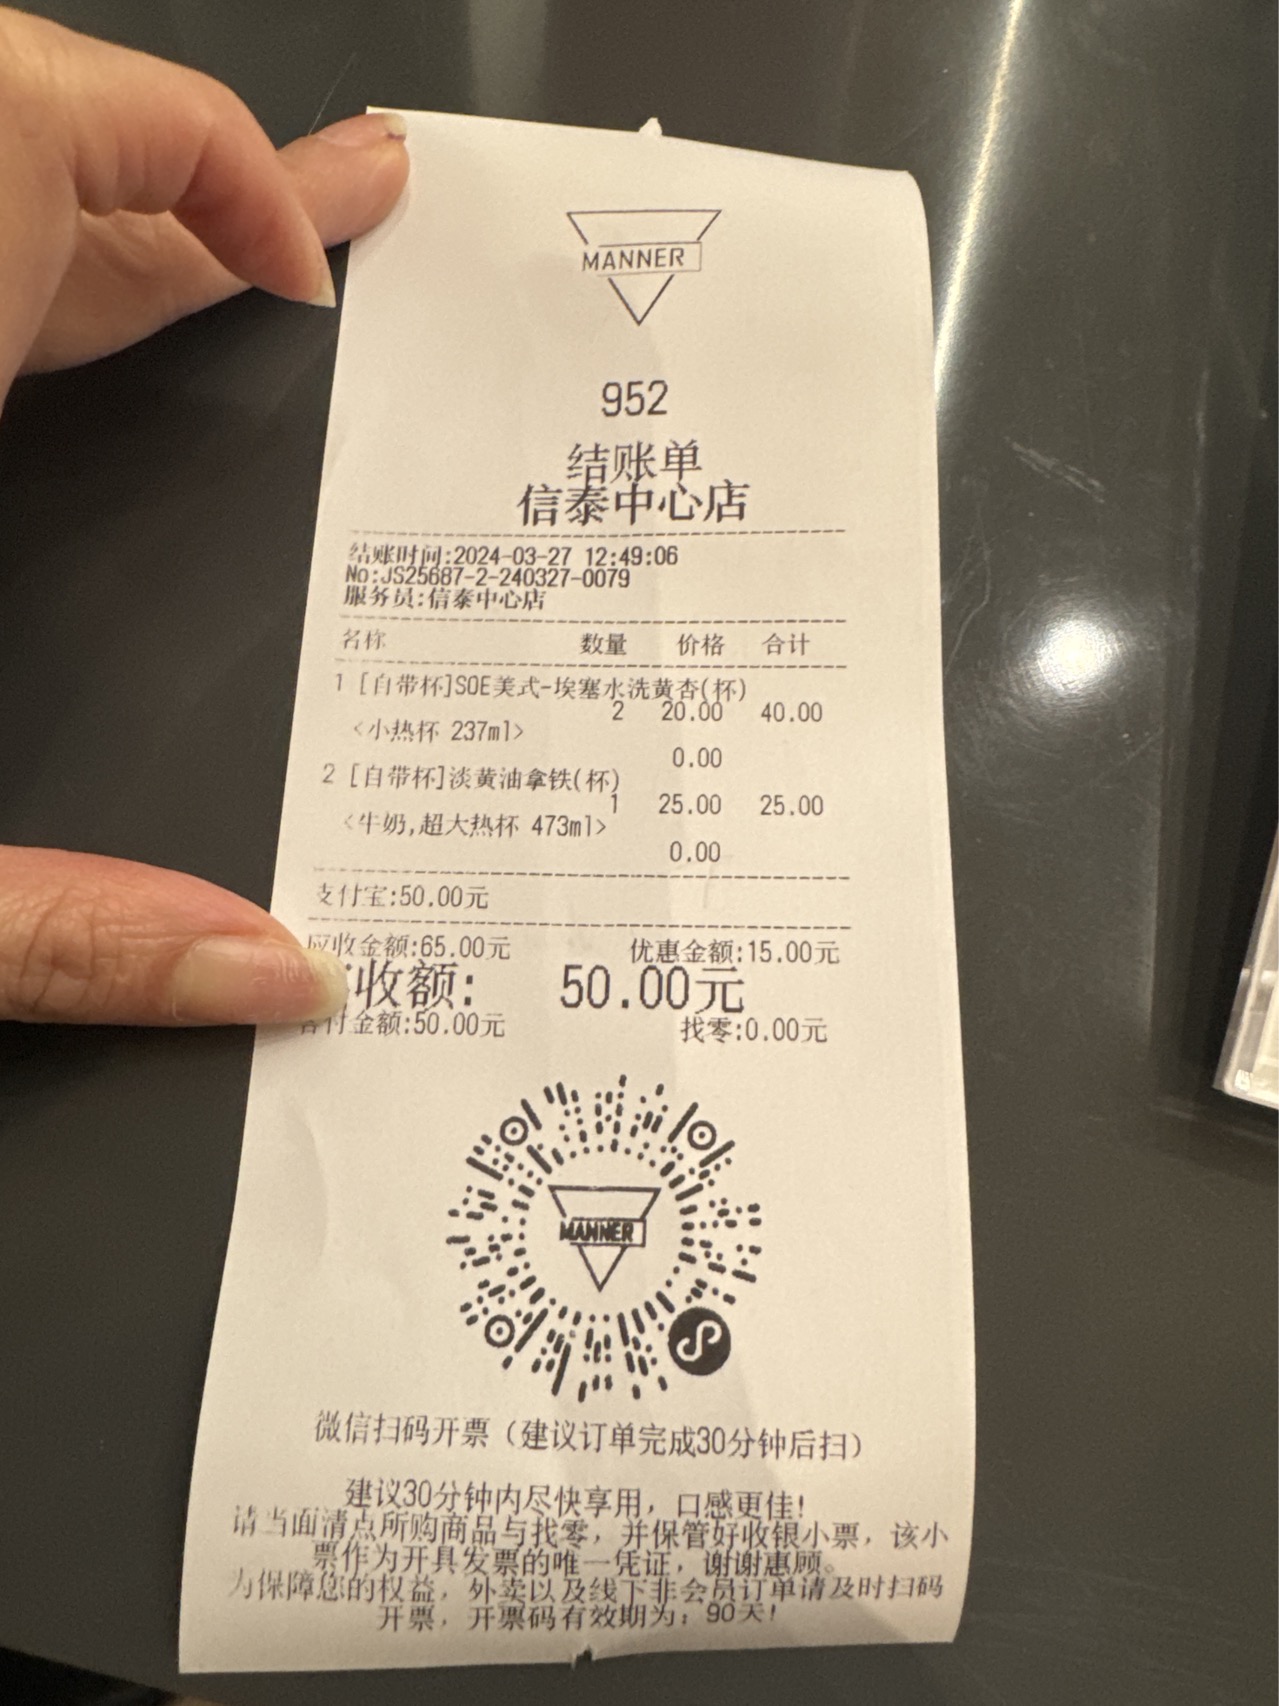 MANNER
952
结账单
信泰中心店
结账时间:2024-03-27 12:49:06
No:JS25687-2-240327-0079
服务员:信泰中心店
名称 数量 价格 合计
1 [自带杯]SOE美式-埃塞水洗黄杏(杯)
2 20.00 40.00
<小热杯 237ml>
0.00
2 [自带杯]淡黄油拿铁(杯)
1 25.00 25.00
<牛奶,超大热杯 473ml>
0.00
支付宝:50.00元
应收金额:65.00元 优惠金额:15.00元
收额: 50.00元
付金额:50.00元 找零:0.00元
MANNER
微信扫码开票（建议订单完成30分钟后扫）
建议30分钟内尽快享用，口感更佳!
请当面清点所购商品与找零，并保管好收银小票，该小
票作为开具发票的唯一凭证，谢谢惠顾。
为保障您的权益，外卖以及线下非会员订单请及时扫码
开票，开票码有效期为：90天!